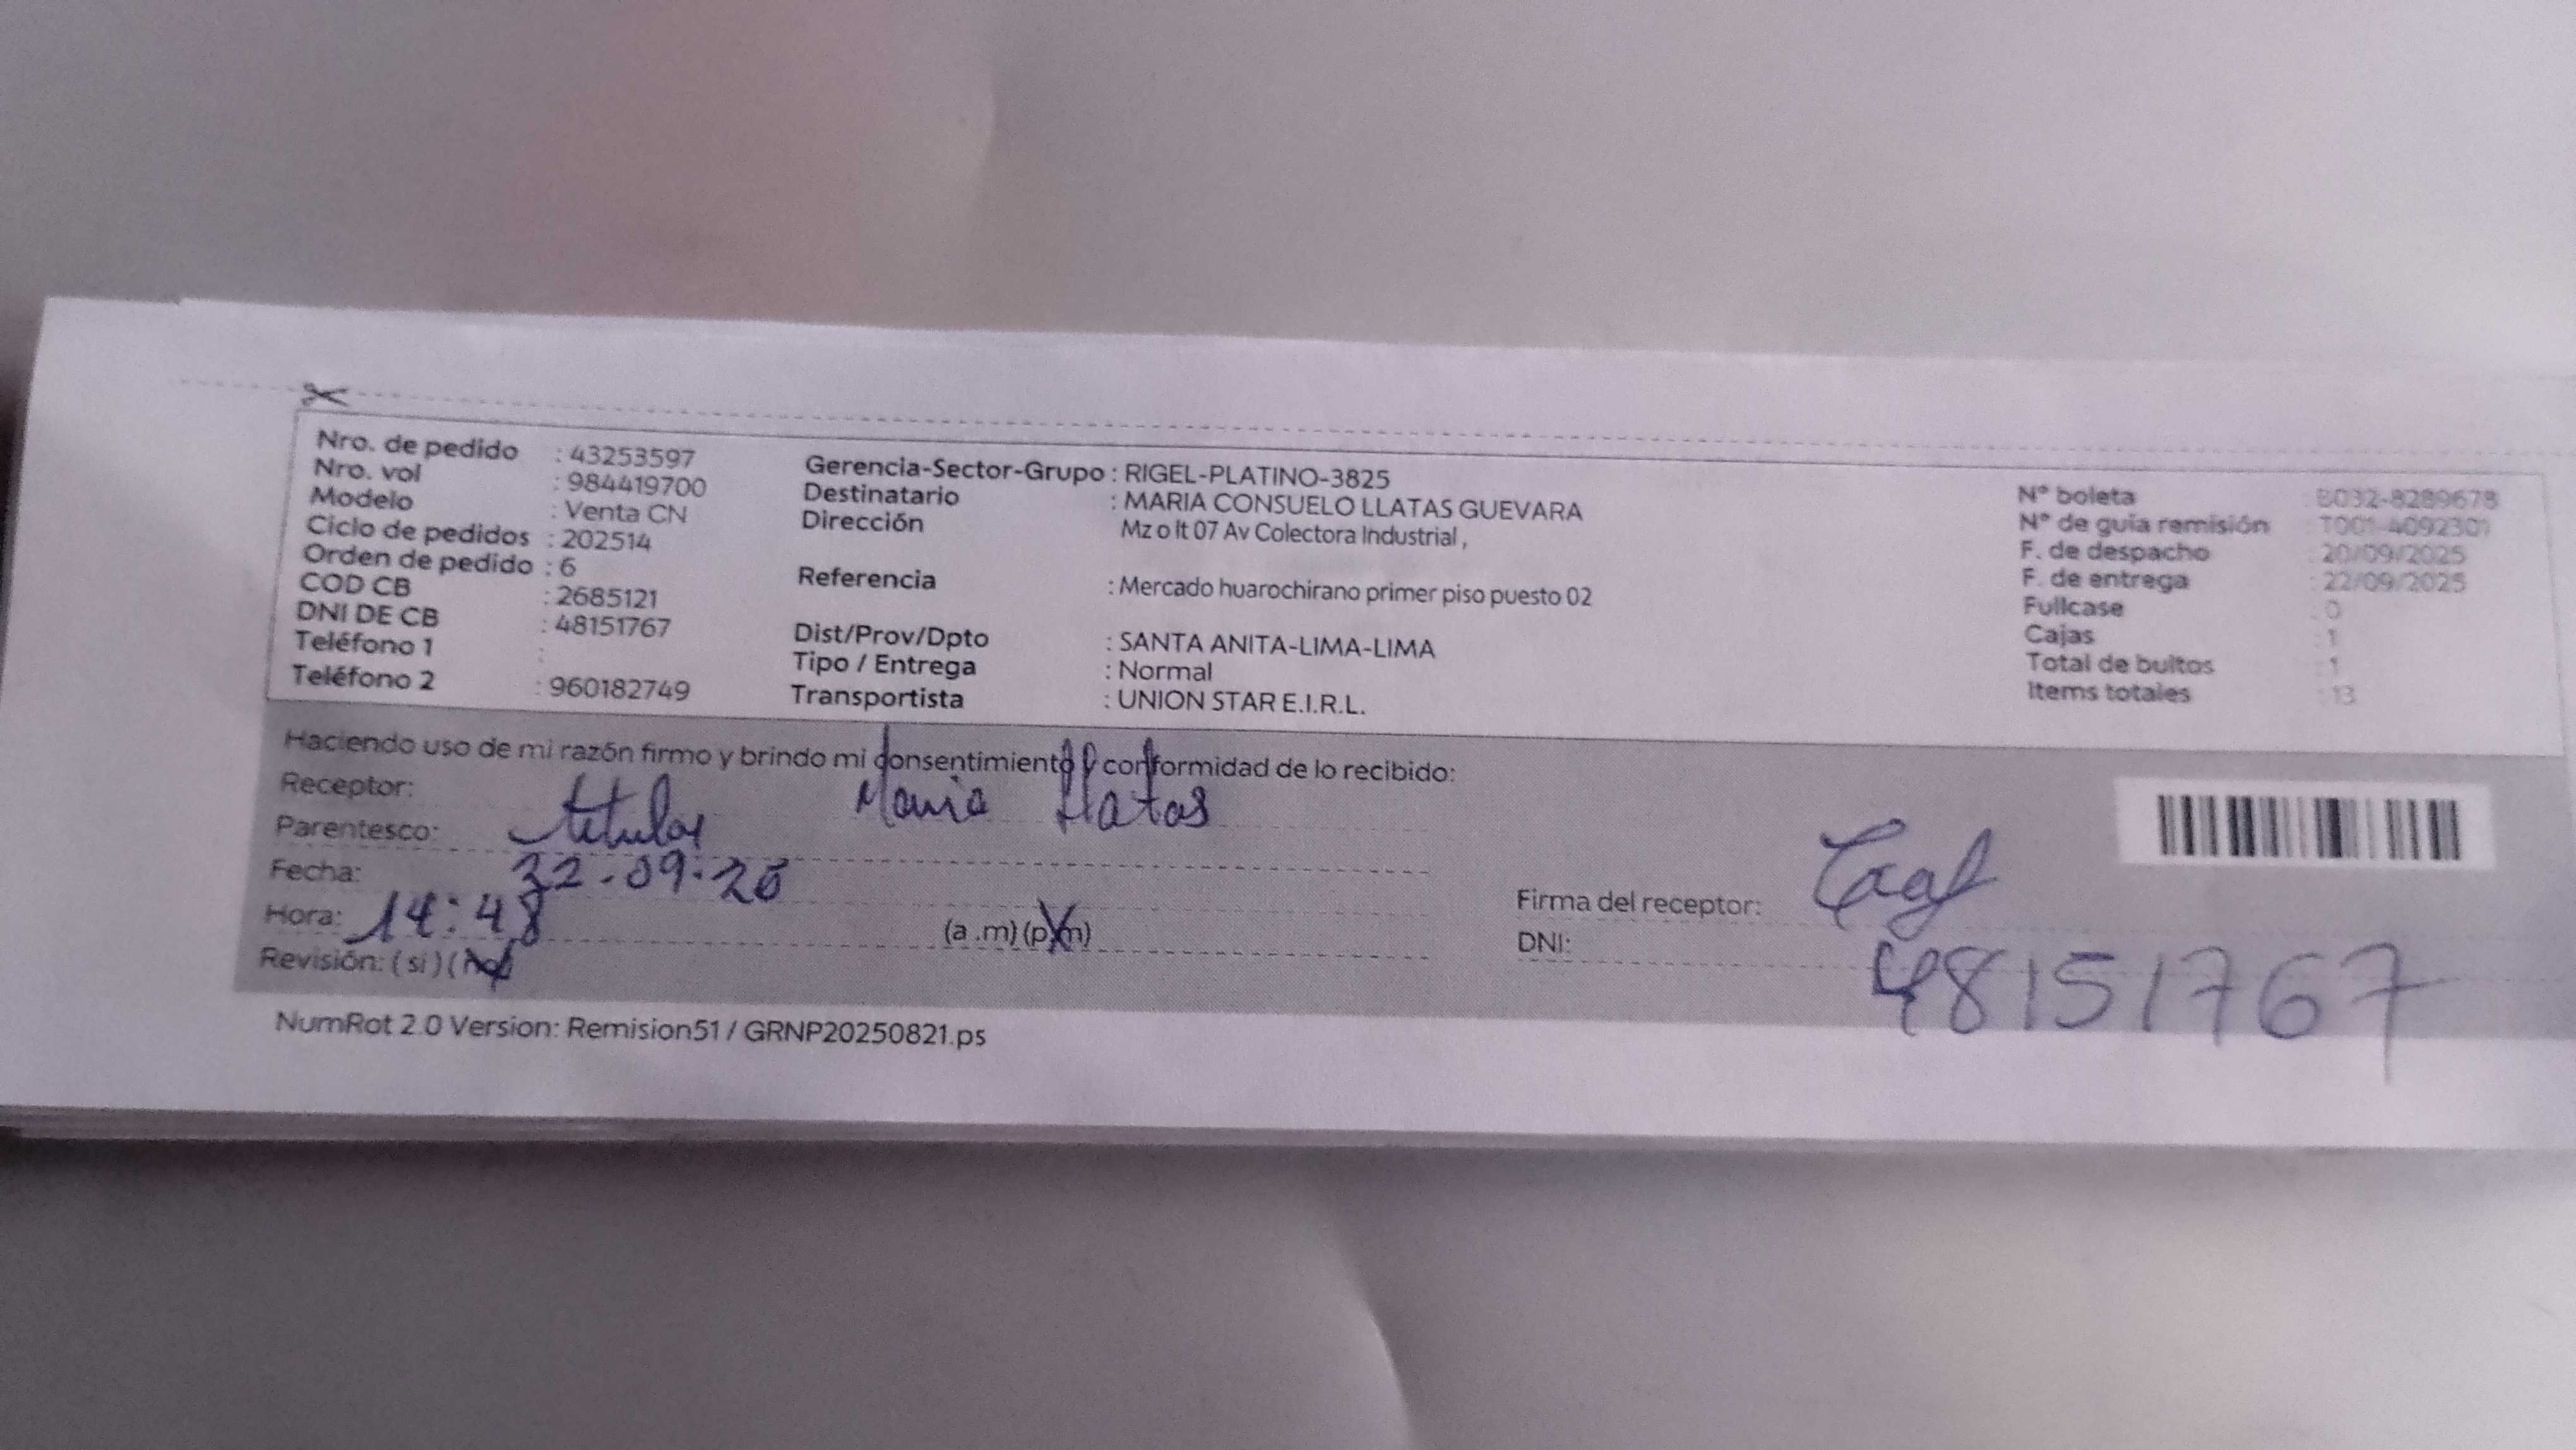 Nro. de pedido : 43253597
Nro. vol : 984419700
Modelo : Venta CN
Ciclo de pedidos : 202514
Orden de pedido : 6
COD CB : 2685121
DNI DE CB : 48151767
Teléfono 1 :
Teléfono 2 : 960182749
Gerencia-Sector-Grupo : RIGEL-PLATINO-3825
Destinatario : MARIA CONSUELO LLATAS GUEVARA
Dirección Mz o lt 07 Av Colectora Industrial ,
Referencia : Mercado huarochirano primer piso puesto 02
Dist/Prov/Dpto : SANTA ANITA-LIMA-LIMA
Tipo / Entrega : Normal
Transportista : UNION STAR E.I.R.L.
N° boleta : B032-8289678
N° de guía remisión : T001-4092301
F. de despacho : 20/09/2025
F. de entrega : 22/09/2025
Fullcase : 0
Cajas : 1
Total de bultos : 1
Items totales : 13
Haciendo uso de mi razón firmo y brindo mi consentimiento y conformidad de lo recibido:
Receptor: Maria Llatas
Parentesco: titular
Fecha: 22-09-25
Hora: 14:48 (a .m) (p.m)
Revisión: ( si ) ( no )
Firma del receptor:
DNI: 48151767
NumRot 2.0 Version: Remision51 / GRNP20250821.ps